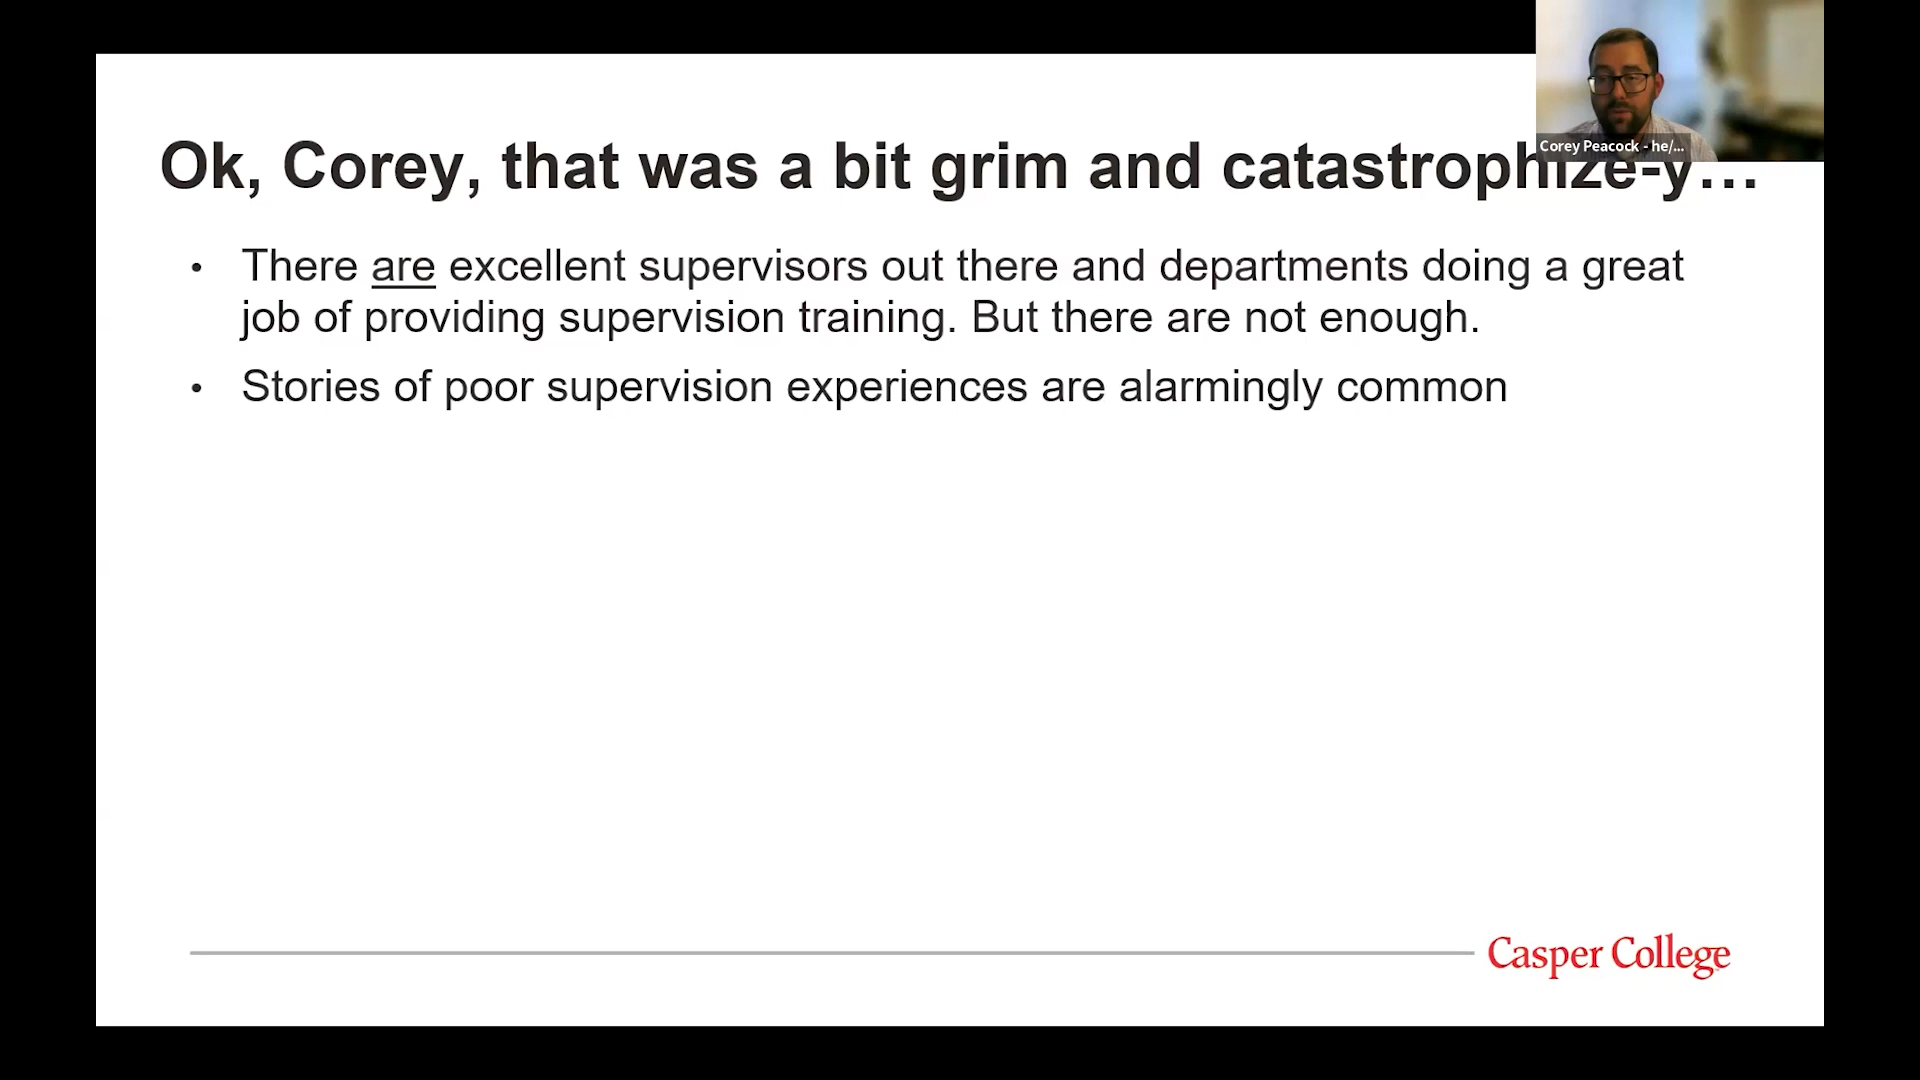 Ok, Corey, that was a bit grim and catastrophize-y…
Corey Peacock - he/...
• There are excellent supervisors out there and departments doing a great
job of providing supervision training. But there are not enough.
• Stories of poor supervision experiences are alarmingly common
Casper College